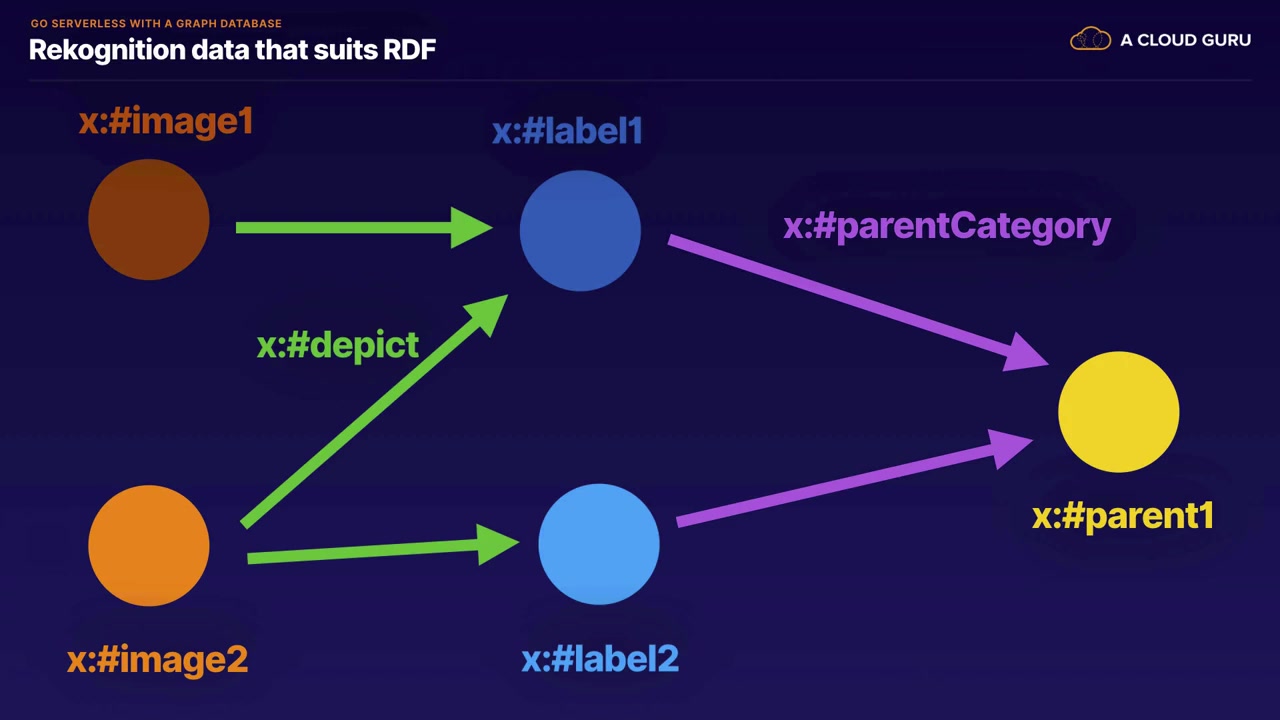 GO SERVERLESS WITH A GRAPH DATABASE
Rekognition data that suits RDF
A CLOUD GURU
x:#image1
x:#label1
x:#parentCategory
x:#depict
x:#parent1
x:#image2
x:#label2